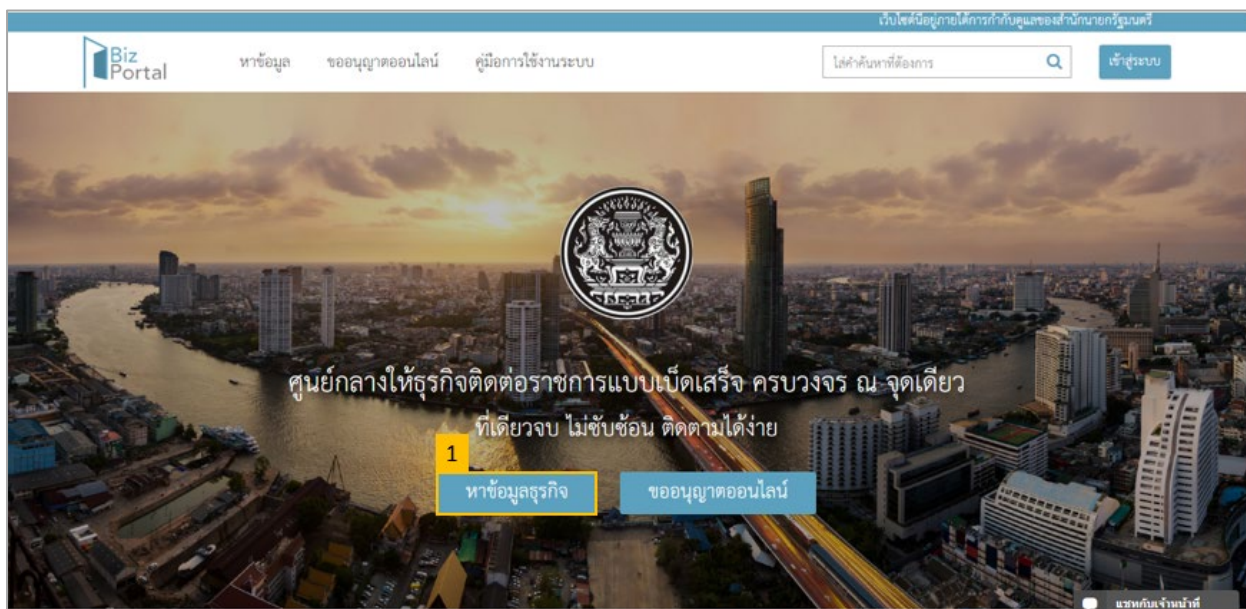 เว็บไซต์นี้อยู่ภายใต้การกำกับดูแลของสำนักนายกรัฐมนตรี
Biz
Portal
หาข้อมูล ขออนุญาตออนไลน์ คู่มือการใช้งานระบบ ใส่คำค้นหาที่ต้องการ เข้าสู่ระบบ
ศูนย์กลางให้ธุรกิจติดต่อราชการแบบเบ็ดเสร็จ ครบวงจร ณ จุดเดียว
ที่เดียวจบ ไม่ซับซ้อน ติดตามได้ง่าย
1
หาข้อมูลธุรกิจ ขออนุญาตออนไลน์
แชทกับเจ้าหน้าที่